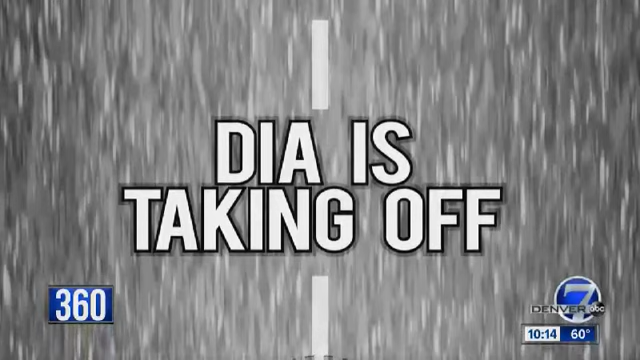 DIA IS
TAKING OFF
360
DENVER 7 abc
10:14 60°